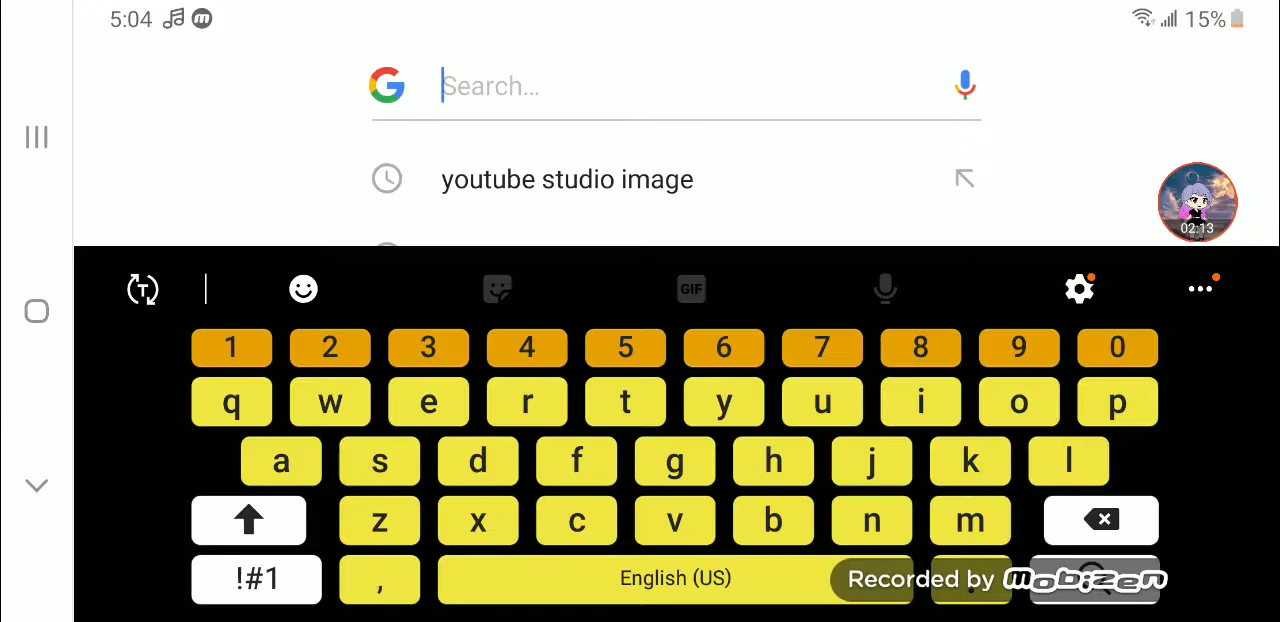 5:04 15%
Search...
youtube studio image
02:13
GIF
1 2 3 4 5 6 7 8 9 0
q w e r t y u i o p
a s d f g h j k l
z x c v b n m
!#1 , English (US) .
Recorded by mobizen